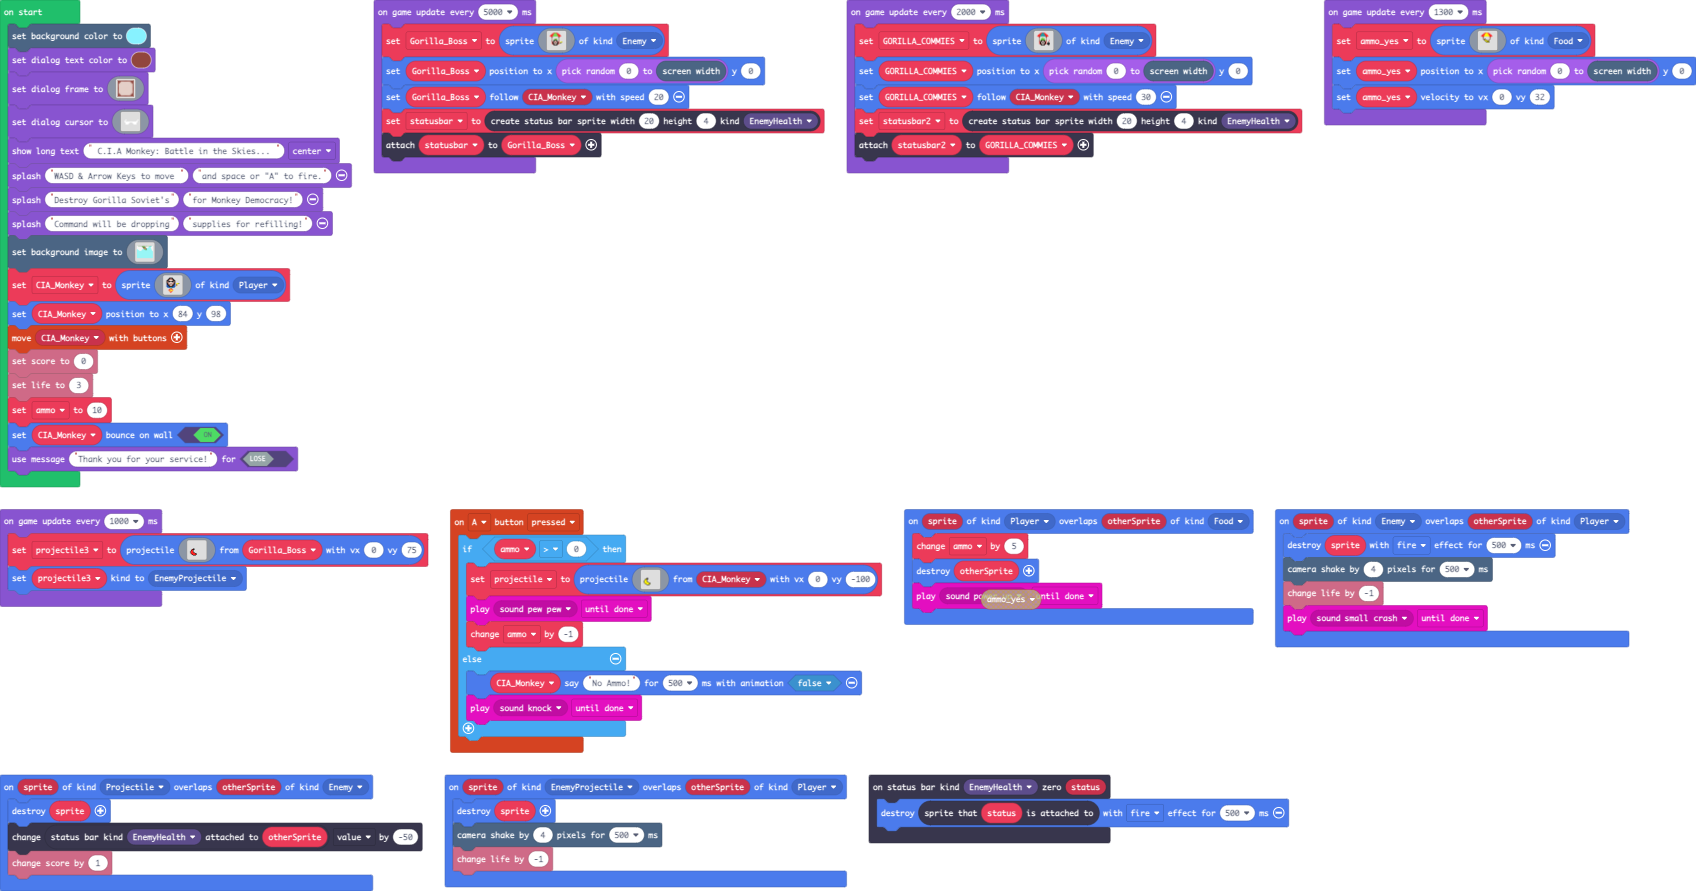 on start
set background color to
set dialog text color to
set dialog frame to
set dialog cursor to
show long text " C.I.A Monkey: Battle in the Skies... " center
splash "WASD & Arrow Keys to move " "and space or "A" to fire."
splash "Destroy Gorilla Soviet's " "for Monkey Democracy!"
splash "Command will be dropping " "supplies for refilling!"
set background image to
set CIA_Monkey to sprite of kind Player
set CIA_Monkey position to x 84 y 98
move CIA_Monkey with buttons
set score to 0
set life to 3
set ammo to 10
set CIA_Monkey bounce on wall ON
use message "Thank you for your service!" for LOSE
on game update every 5000 ms
set Gorilla_Boss to sprite of kind Enemy
set Gorilla_Boss position to x pick random 0 to screen width y 0
set Gorilla_Boss follow CIA_Monkey with speed 20
set statusbar to create status bar sprite width 20 height 4 kind EnemyHealth
attach statusbar to Gorilla_Boss
on game update every 2000 ms
set GORILLA_COMMIES to sprite of kind Enemy
set GORILLA_COMMIES position to x pick random 0 to screen width y 0
set GORILLA_COMMIES follow CIA_Monkey with speed 30
set statusbar2 to create status bar sprite width 20 height 4 kind EnemyHealth
attach statusbar2 to GORILLA_COMMIES
on game update every 1300 ms
set ammo_yes to sprite of kind Food
set ammo_yes position to x pick random 0 to screen width y 0
set ammo_yes velocity to vx 0 vy 32
on game update every 1000 ms
set projectile3 to projectile from Gorilla_Boss with vx 0 vy 75
set projectile3 kind to EnemyProjectile
on A button pressed
if ammo > 0 then
set projectile to projectile from CIA_Monkey with vx 0 vy -100
play sound pew pew until done
change ammo by -1
else
CIA_Monkey say "No Ammo!" for 500 ms with animation false
play sound knock until done
on sprite of kind Player overlaps otherSprite of kind Food
change ammo by 5
destroy otherSprite
play sound ammo_yes until done
on sprite of kind Enemy overlaps otherSprite of kind Player
destroy sprite with fire effect for 500 ms
camera shake by 4 pixels for 500 ms
change life by -1
play sound small crash until done
on sprite of kind Projectile overlaps otherSprite of kind Enemy
destroy sprite
change status bar kind EnemyHealth attached to otherSprite value by -50
change score by 1
on sprite of kind EnemyProjectile overlaps otherSprite of kind Player
destroy sprite
camera shake by 4 pixels for 500 ms
change life by -1
on status bar kind EnemyHealth zero status
destroy sprite that status is attached to with fire effect for 500 ms